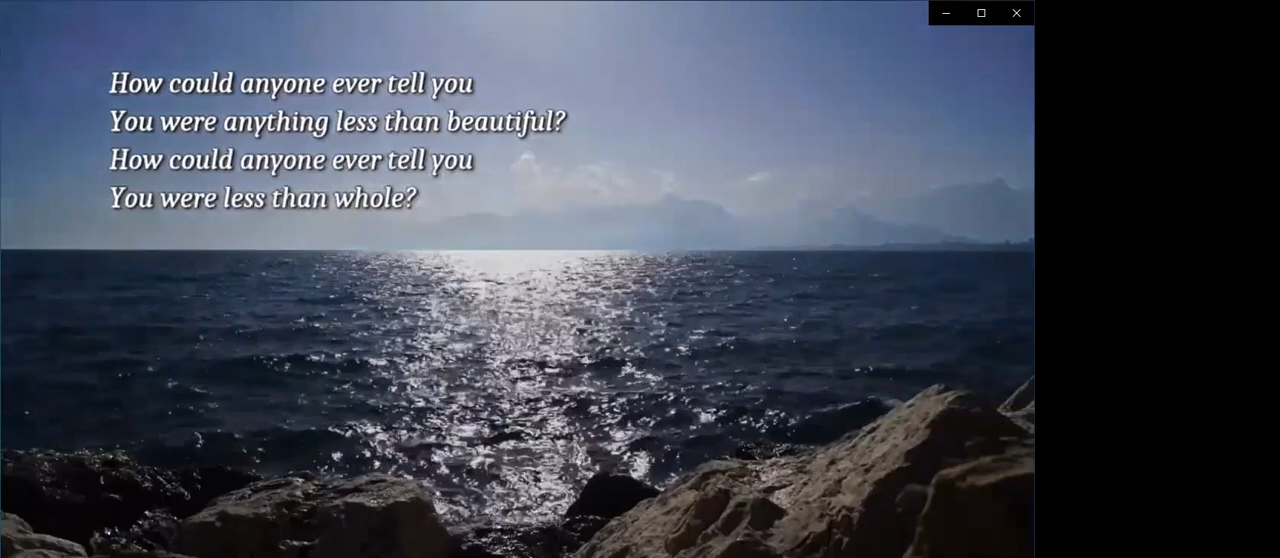 How could anyone ever tell you
You were anything less than beautiful?
How could anyone ever tell you
You were less than whole?